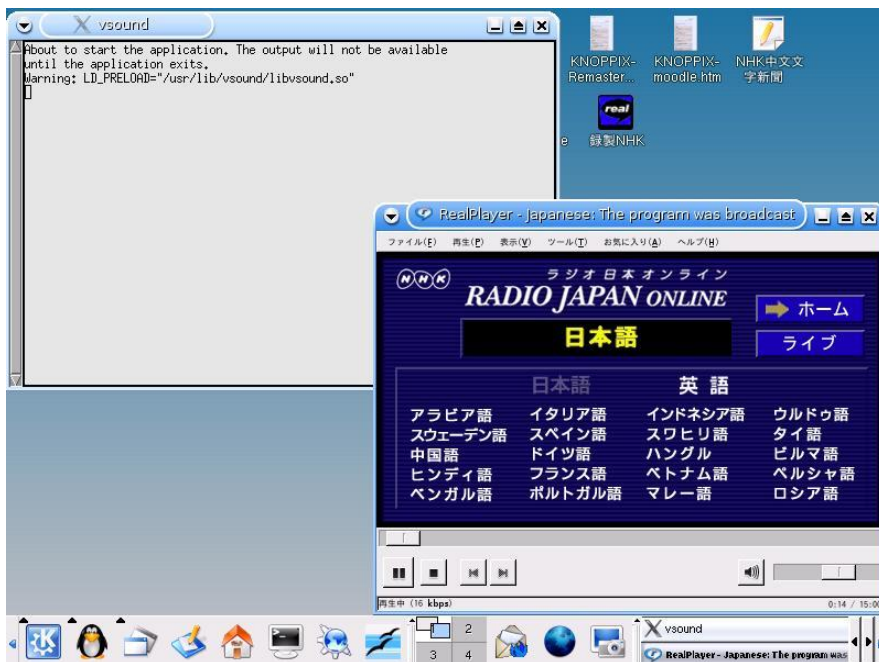 vsound
About to start the application. The output will not be available
until the application exits.
Warning: LD_PRELOAD="/usr/lib/vsound/libvsound.so"
KNOPPIX-
Remaster...
KNOPPIX-
moodle.htm
NHK中文文
字新聞
real
e
録製NHK
RealPlayer - Japanese: The program was broadcast
ファイル(F) 再生(P) 表示(V) ツール(T) お気に入り(A) ヘルプ(H)
NHK
ラジオ日本オンライン
RADIO JAPAN ONLINE
ホーム
日本語
ライブ
日本語 英語
アラビア語 イタリア語 インドネシア語 ウルドゥ語
スウェーデン語 スペイン語 スワヒリ語 タイ語
中国語 ドイツ語 ハングル ビルマ語
ヒンディ語 フランス語 ベトナム語 ペルシャ語
ベンガル語 ポルトガル語 マレー語 ロシア語
再生中 (16 kbps) 0:14 / 15:00
2
3 4
vsound
RealPlayer - Japanese: The program was